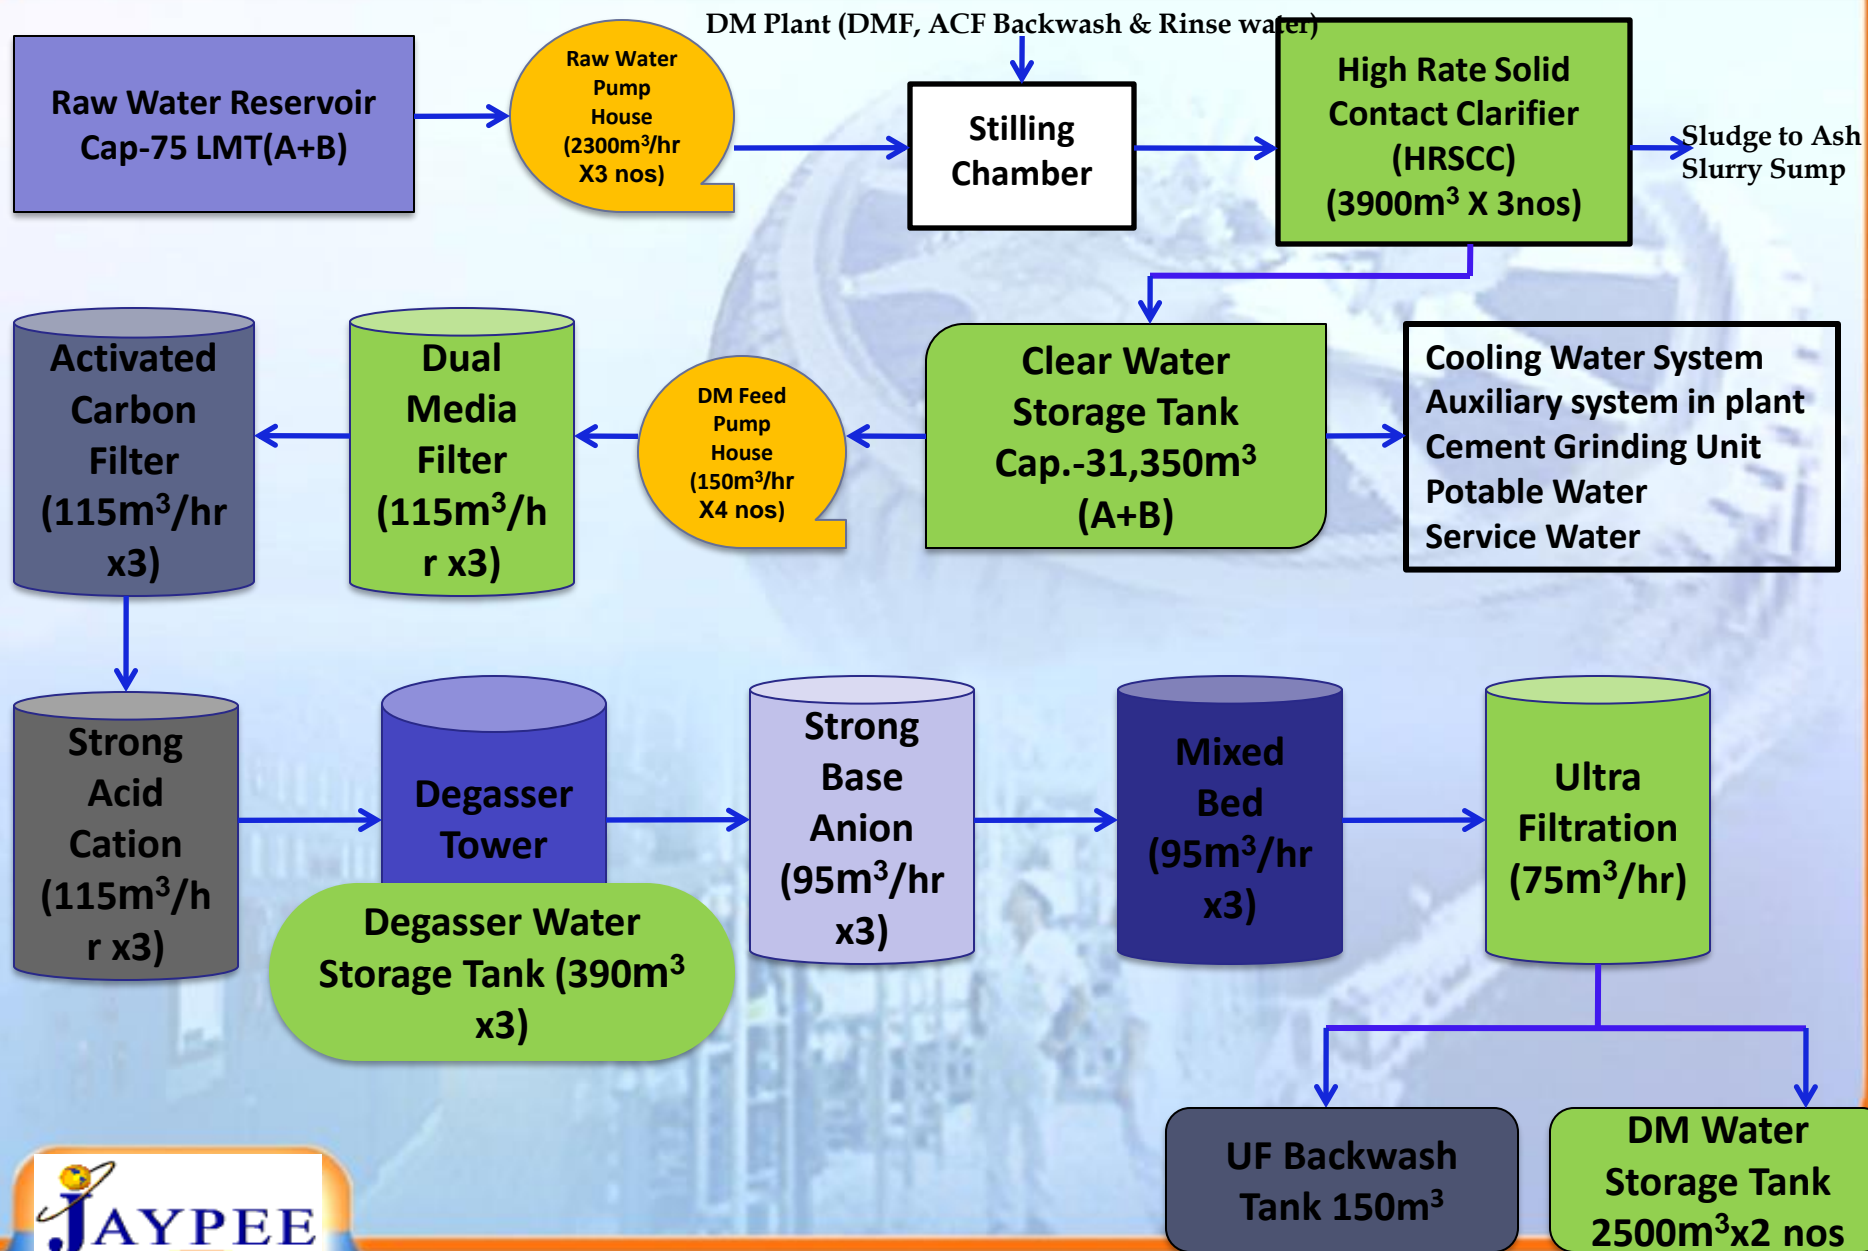 DM Plant (DMF, ACF Backwash & Rinse water)
Raw Water Reservoir
Cap-75 LMT(A+B)
Raw Water
Pump
House
(2300m³/hr
X3 nos)
Stilling
Chamber
High Rate Solid
Contact Clarifier
(HRSCC)
(3900m³ X 3nos)
Sludge to Ash
Slurry Sump
Activated
Carbon
Filter
(115m³/hr
x3)
Dual
Media
Filter
(115m³/h
r x3)
DM Feed
Pump
House
(150m³/hr
X4 nos)
Clear Water
Storage Tank
Cap.-31,350m³
(A+B)
Cooling Water System
Auxiliary system in plant
Cement Grinding Unit
Potable Water
Service Water
Strong
Acid
Cation
(115m³/h
r x3)
Degasser
Tower
Degasser Water
Storage Tank (390m³
x3)
Strong
Base
Anion
(95m³/hr
x3)
Mixed
Bed
(95m³/hr
x3)
Ultra
Filtration
(75m³/hr)
UF Backwash
Tank 150m³
DM Water
Storage Tank
2500m³x2 nos
JAYPEE